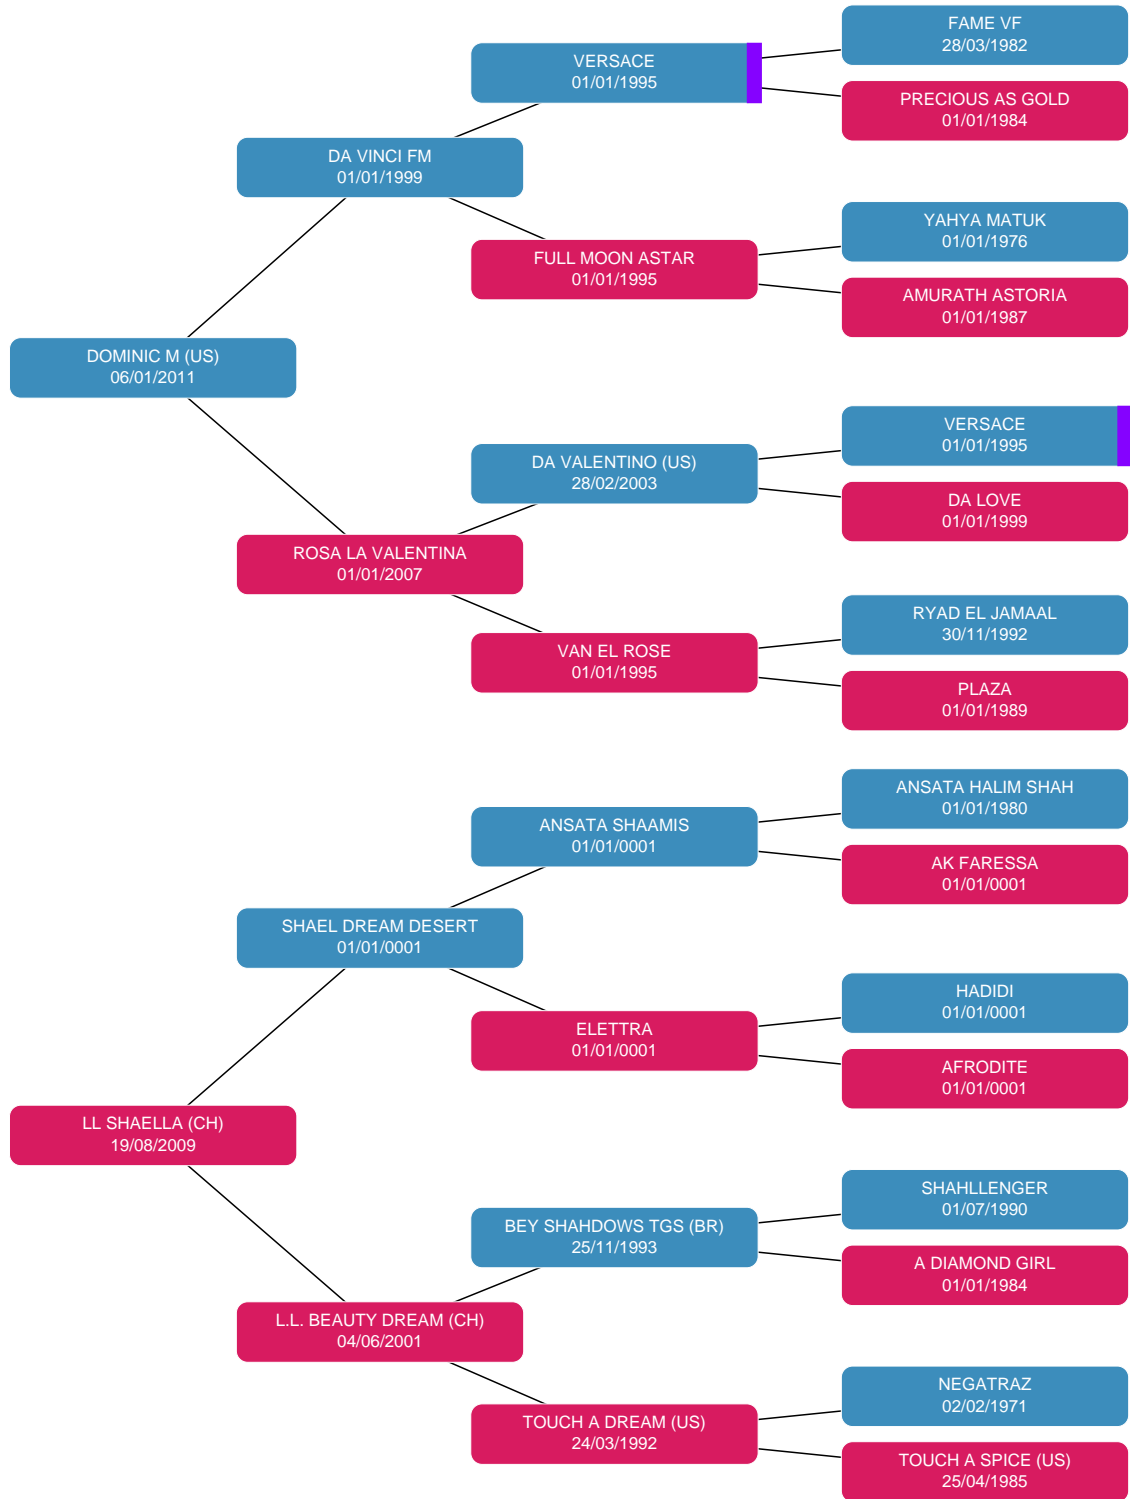 FAME VF
28/03/1982
VERSACE
01/01/1995
PRECIOUS AS GOLD
01/01/1984
DA VINCI FM
01/01/1999
YAHYA MATUK
01/01/1976
FULL MOON ASTAR
01/01/1995
AMURATH ASTORIA
01/01/1987
DOMINIC M (US)
06/01/2011
VERSACE
01/01/1995
DA VALENTINO (US)
28/02/2003
DA LOVE
01/01/1999
ROSA LA VALENTINA
01/01/2007
RYAD EL JAMAAL
30/11/1992
VAN EL ROSE
01/01/1995
PLAZA
01/01/1989
ANSATA HALIM SHAH
01/01/1980
ANSATA SHAAMIS
01/01/0001
AK FARESSA
01/01/0001
SHAEL DREAM DESERT
01/01/0001
HADIDI
01/01/0001
ELETTRA
01/01/0001
AFRODITE
01/01/0001
LL SHAELLA (CH)
19/08/2009
SHAHLLENGER
01/07/1990
BEY SHAHDOWS TGS (BR)
25/11/1993
A DIAMOND GIRL
01/01/1984
L.L. BEAUTY DREAM (CH)
04/06/2001
NEGATRAZ
02/02/1971
TOUCH A DREAM (US)
24/03/1992
TOUCH A SPICE (US)
25/04/1985